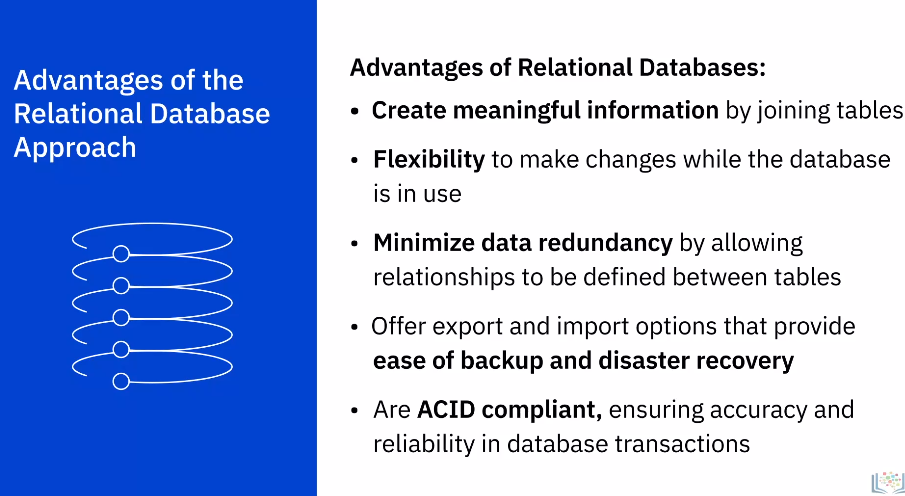 Advantages of the
Relational Database
Approach
Advantages of Relational Databases:
• Create meaningful information by joining tables
• Flexibility to make changes while the database
is in use
• Minimize data redundancy by allowing
relationships to be defined between tables
• Offer export and import options that provide
ease of backup and disaster recovery
• Are ACID compliant, ensuring accuracy and
reliability in database transactions